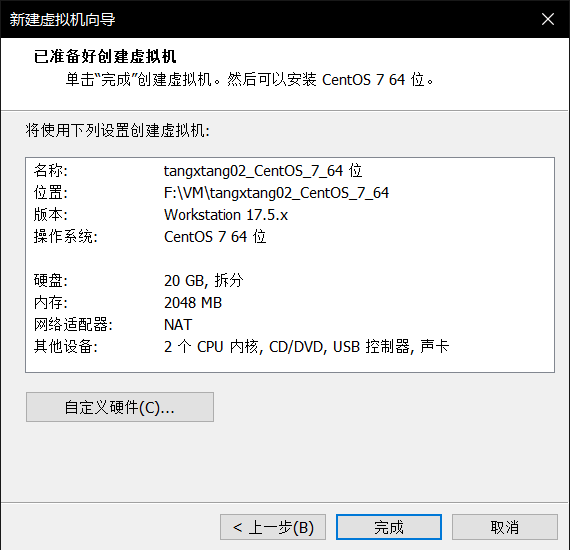 新建虚拟机向导
已准备好创建虚拟机
单击“完成”创建虚拟机。然后可以安装 CentOS 7 64 位。
将使用下列设置创建虚拟机:
名称: tangxtang02_CentOS_7_64 位
位置: F:\VM\tangxtang02_CentOS_7_64
版本: Workstation 17.5.x
操作系统: CentOS 7 64 位
硬盘: 20 GB, 拆分
内存: 2048 MB
网络适配器: NAT
其他设备: 2 个 CPU 内核, CD/DVD, USB 控制器, 声卡
自定义硬件(C)...
< 上一步(B) 完成 取消